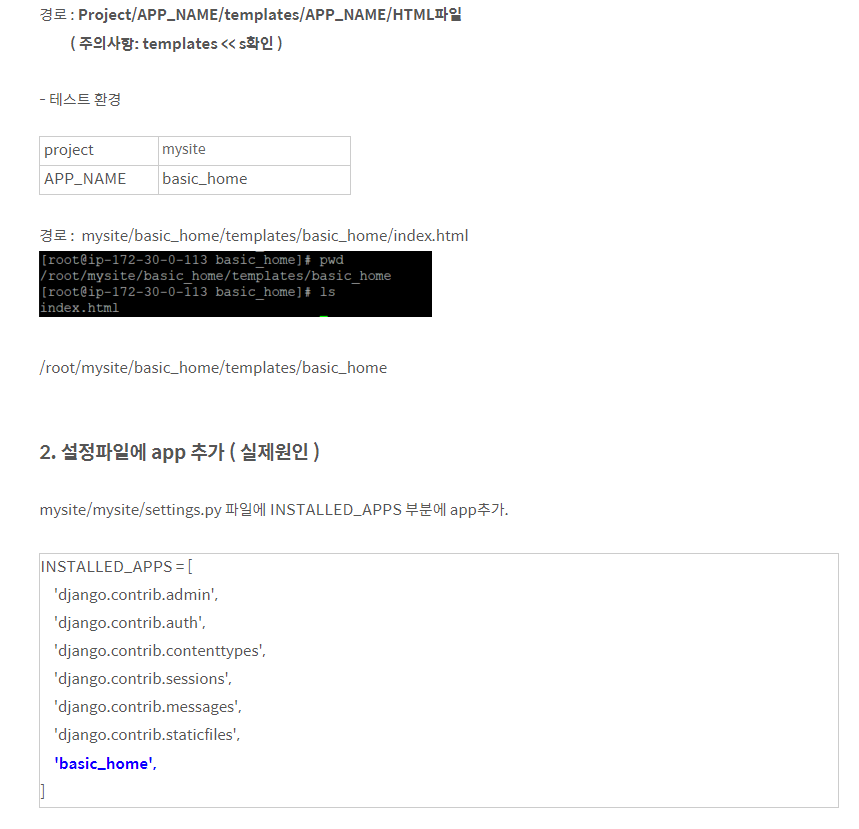 경로 : Project/APP_NAME/templates/APP_NAME/HTML파일
( 주의사항: templates << s확인 )
- 테스트 환경
project mysite
APP_NAME basic_home
경로 :  mysite/basic_home/templates/basic_home/index.html
[root@ip-172-30-0-113 basic_home]# pwd
/root/mysite/basic_home/templates/basic_home
[root@ip-172-30-0-113 basic_home]# ls
index.html
/root/mysite/basic_home/templates/basic_home
2. 설정파일에 app 추가 ( 실제원인 )
mysite/mysite/settings.py 파일에 INSTALLED_APPS 부분에 app추가.
INSTALLED_APPS = [
'django.contrib.admin',
'django.contrib.auth',
'django.contrib.contenttypes',
'django.contrib.sessions',
'django.contrib.messages',
'django.contrib.staticfiles',
'basic_home',
]